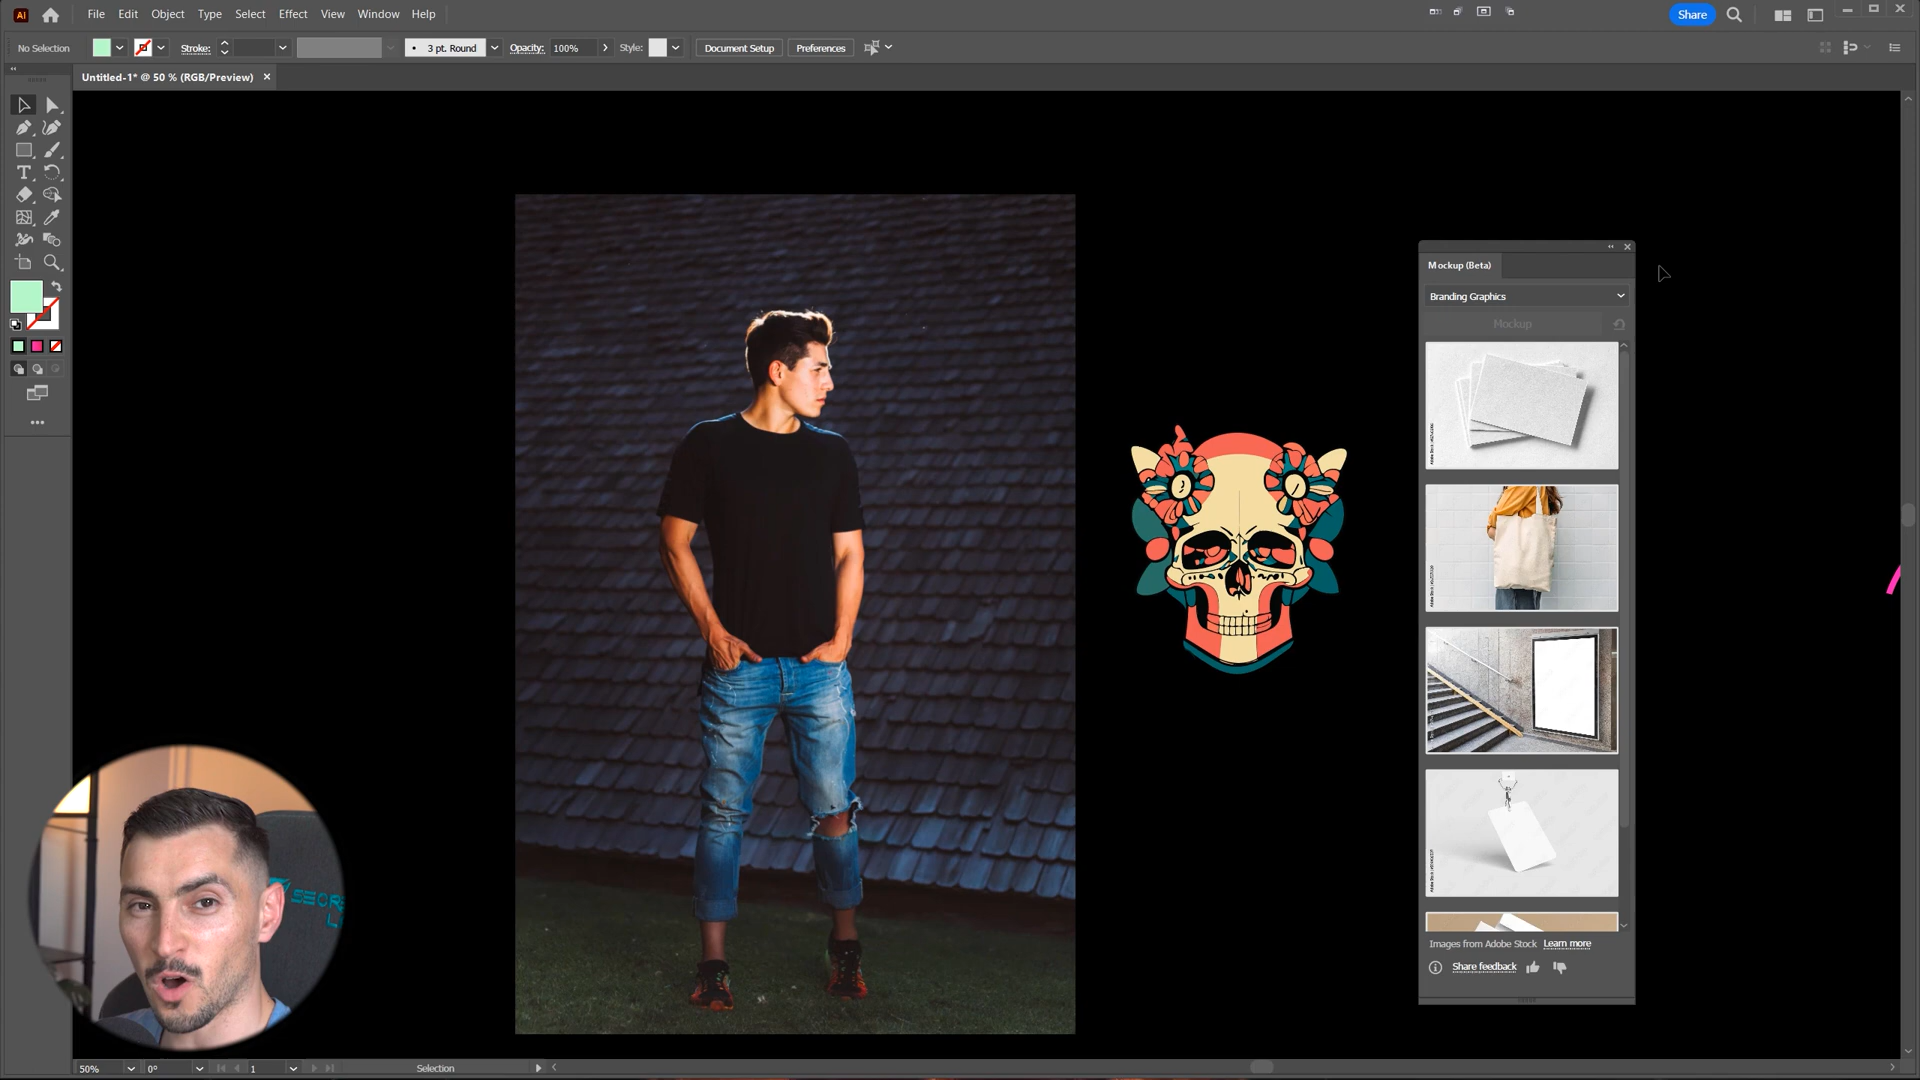 Ai
File Edit Object Type Select Effect View Window Help
Share
No Selection
Stroke:
3 pt. Round
Opacity: 100%
Style:
Document Setup
Preferences
Untitled-1* @ 50 % (RGB/Preview)
Mockup (Beta)
Branding Graphics
Mockup
Images from Adobe Stock Learn more
Share feedback
50%
0°
1
Selection